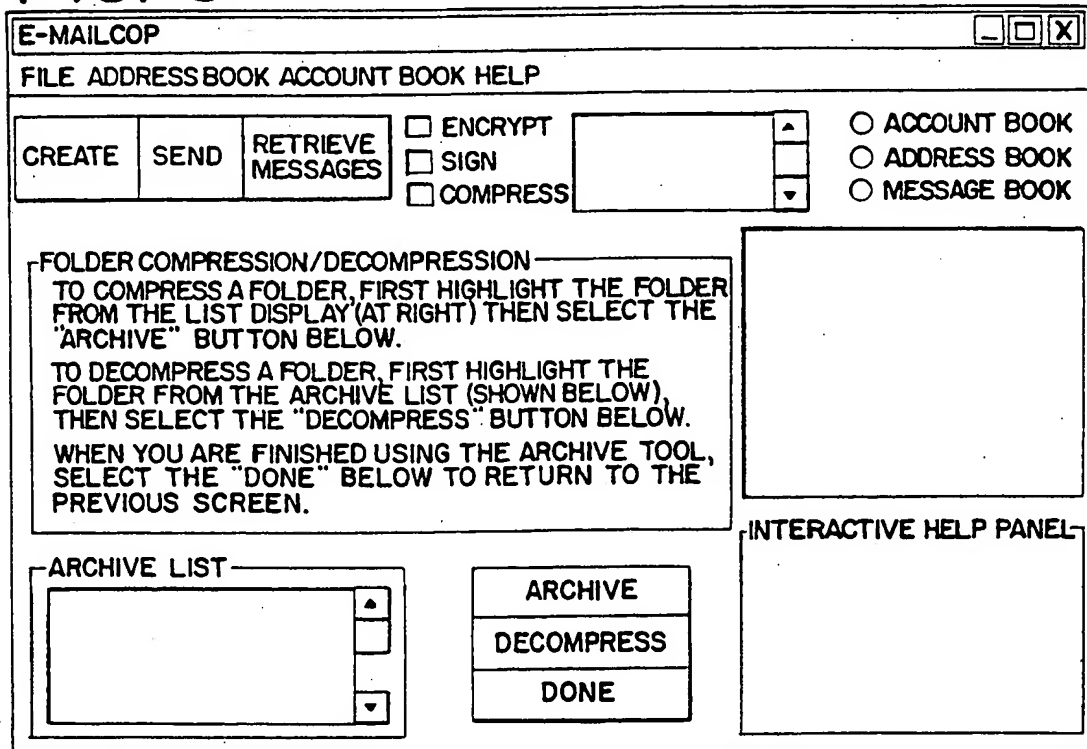 E-MAILCOP
FILE ADDRESS BOOK ACCOUNT BOOK HELP
CREATE SEND RETRIEVE MESSAGES
ENCRYPT
SIGN
COMPRESS
ACCOUNT BOOK
ADDRESS BOOK
MESSAGE BOOK
FOLDER COMPRESSION/DECOMPRESSION
TO COMPRESS A FOLDER, FIRST HIGHLIGHT THE FOLDER
FROM THE LIST DISPLAY (AT RIGHT) THEN SELECT THE
"ARCHIVE" BUTTON BELOW.
TO DECOMPRESS A FOLDER, FIRST HIGHLIGHT THE
FOLDER FROM THE ARCHIVE LIST (SHOWN BELOW),
THEN SELECT THE "DECOMPRESS" BUTTON BELOW.
WHEN YOU ARE FINISHED USING THE ARCHIVE TOOL,
SELECT THE "DONE" BELOW TO RETURN TO THE
PREVIOUS SCREEN.
INTERACTIVE HELP PANEL
ARCHIVE LIST
ARCHIVE
DECOMPRESS
DONE